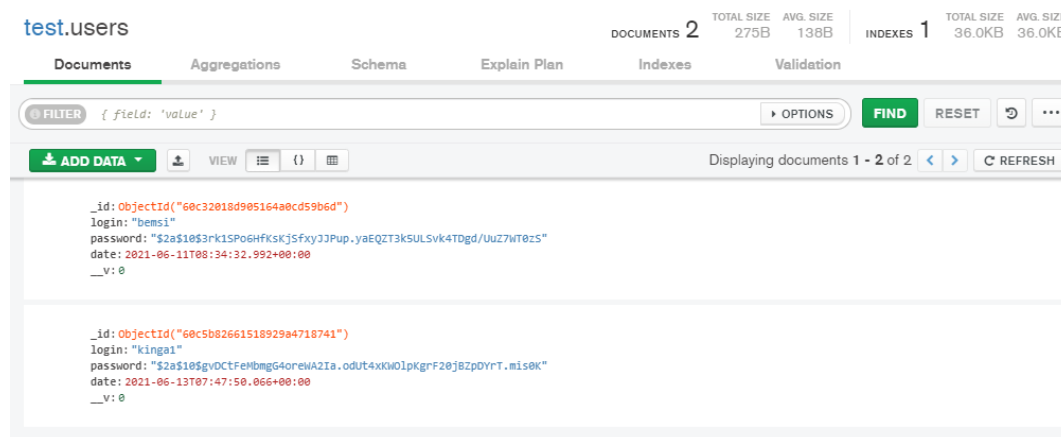 test.users
DOCUMENTS 2 TOTAL SIZE 275B AVG. SIZE 138B INDEXES 1 TOTAL SIZE 36.0KB AVG. SIZE 36.0KB
Documents Aggregations Schema Explain Plan Indexes Validation
FILTER { field: 'value' } OPTIONS FIND RESET ...
ADD DATA VIEW {} Displaying documents 1 - 2 of 2 < > REFRESH
_id: ObjectId("60c32018d905164a0cd59b6d")
login: "bemsi"
password: "$2a$10$3rk1SPo6HfKsKjSfxyJJPup.yaEQZT3k5ULSvk4TDgd/UuZ7WT0zS"
date: 2021-06-11T08:34:32.992+00:00
__v: 0
_id: ObjectId("60c5b82661518929a4718741")
login: "kinga1"
password: "$2a$10$gvDCtFeMbmgG4oreWA2Ia.odUt4xKWOlpKgrF20jBZpDYrT.mis0K"
date: 2021-06-13T07:47:50.066+00:00
__v: 0